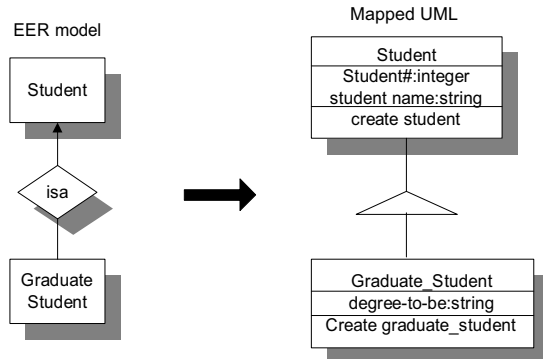 EER model
Student
isa
Graduate
Student
Mapped UML
Student
Student#:integer
student name:string
create student
Graduate_Student
degree-to-be:string
Create graduate_student